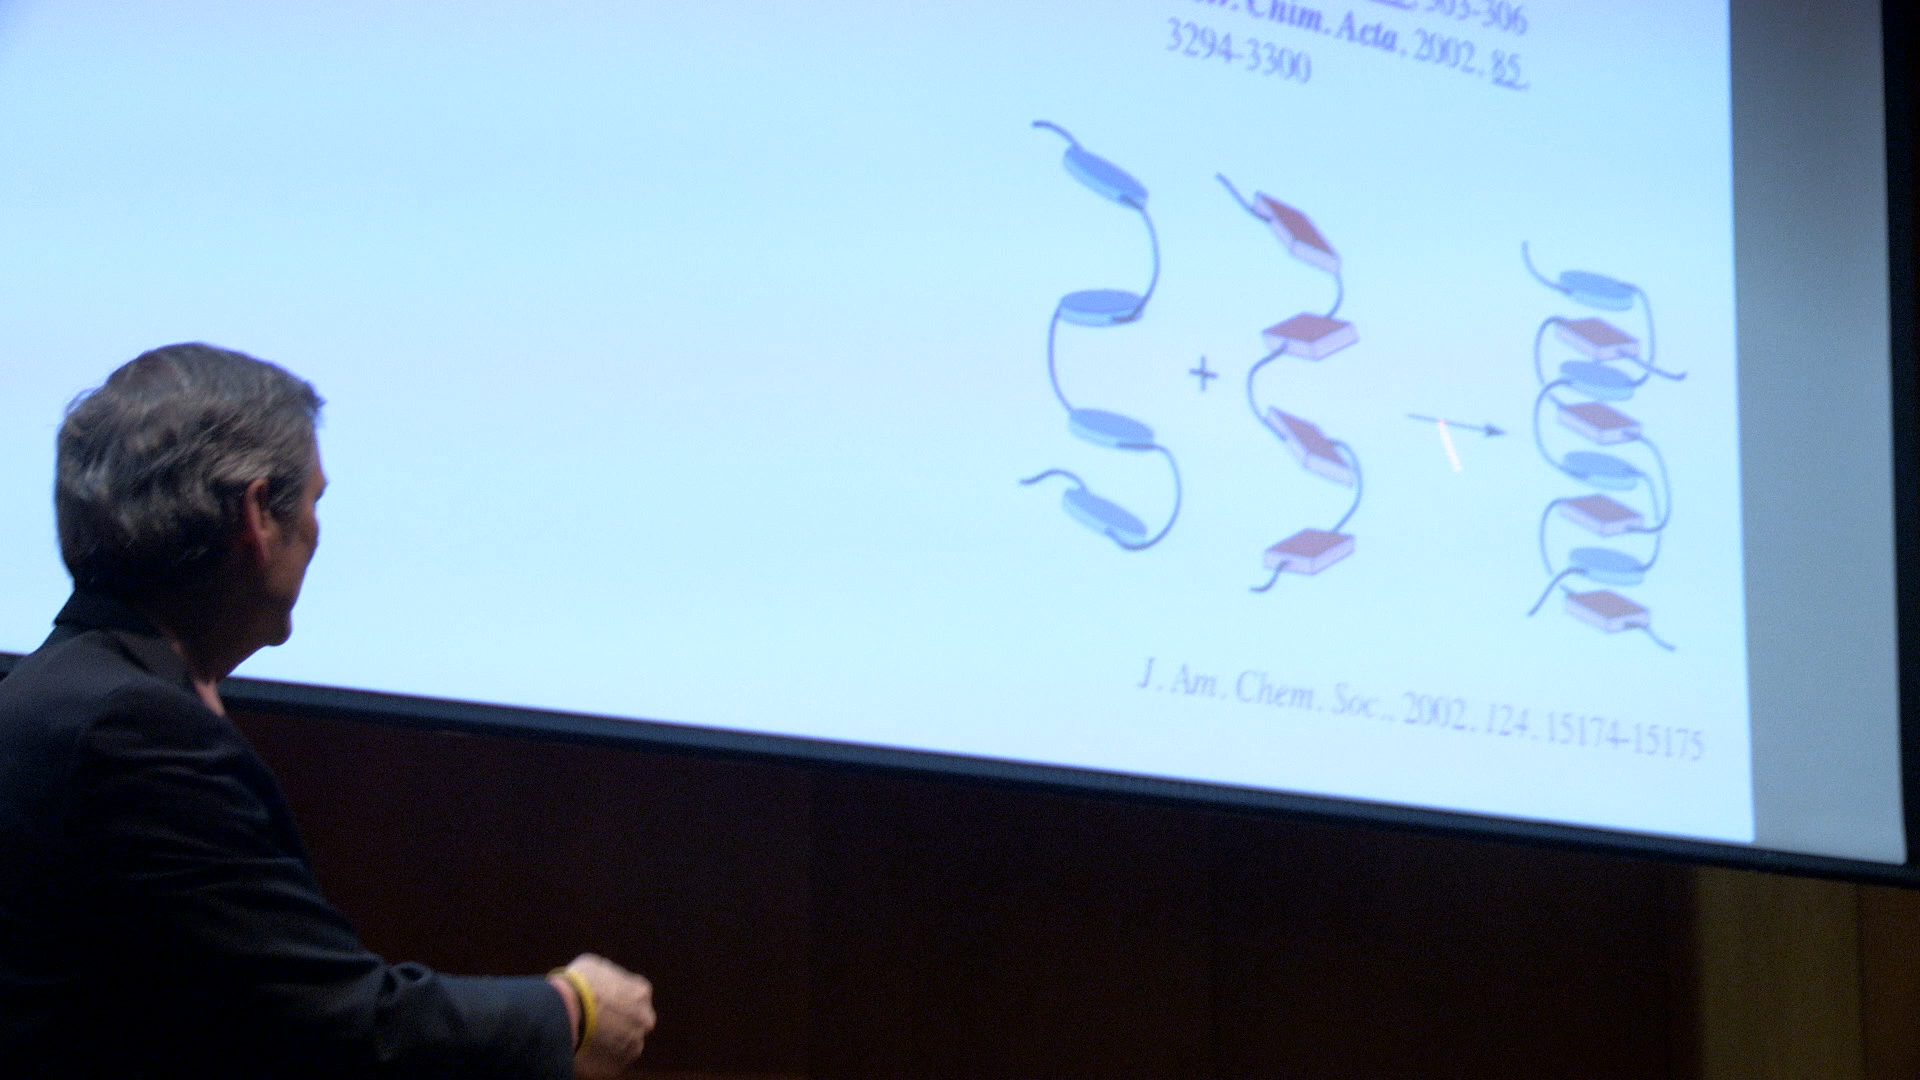 303-306
Chim. Acta. 2002. 85.
3294-3300
+
J. Am. Chem. Soc., 2002, 124, 15174-15175